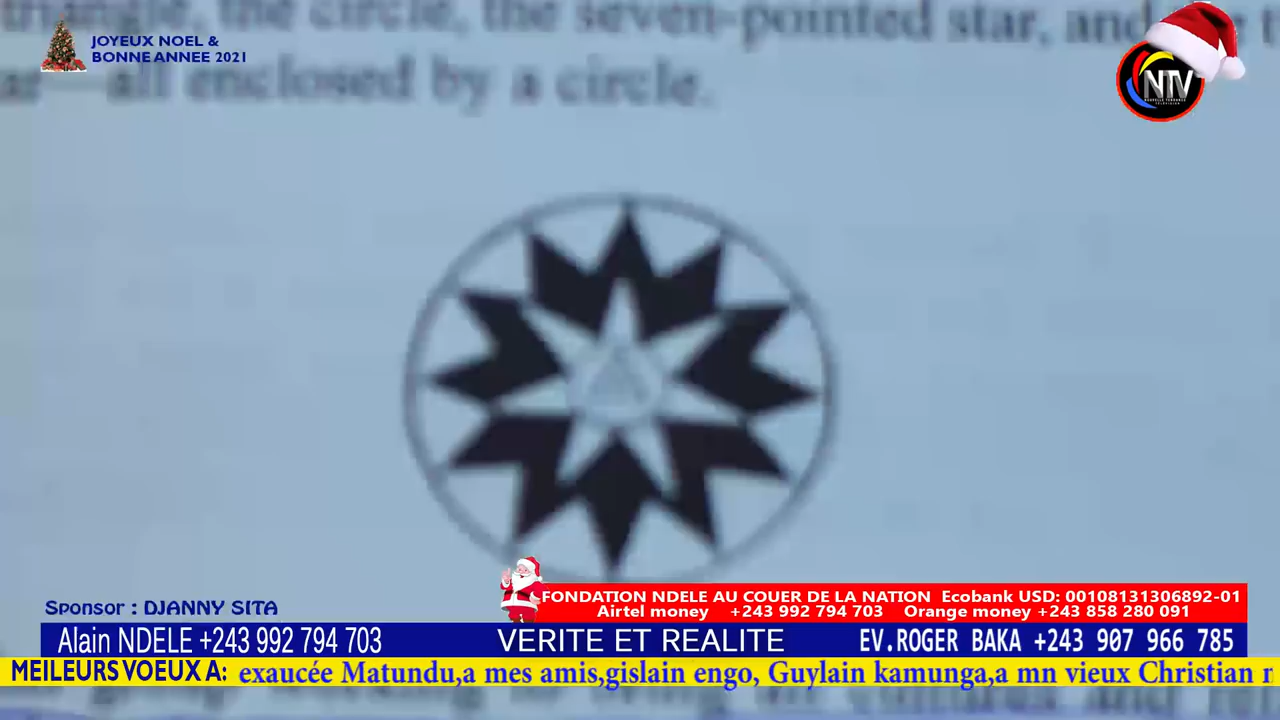 triangle, the circle, the seven-pointed star, and
all enclosed by a circle.
JOYEUX NOEL &
BONNE ANNEE 2021
NTV
Sponsor : DJANNY SITA
FONDATION NDELE AU COUER DE LA NATION Ecobank USD: 00108131306892-01
Airtel money +243 992 794 703 Orange money +243 858 280 091
Alain NDELE +243 992 794 703 VERITE ET REALITE EV.ROGER BAKA +243 907 966 785
MEILEURS VOEUX A: exaucée Matundu,a mes amis,gislain engo, Guylain kamunga,a mn vieux Christian